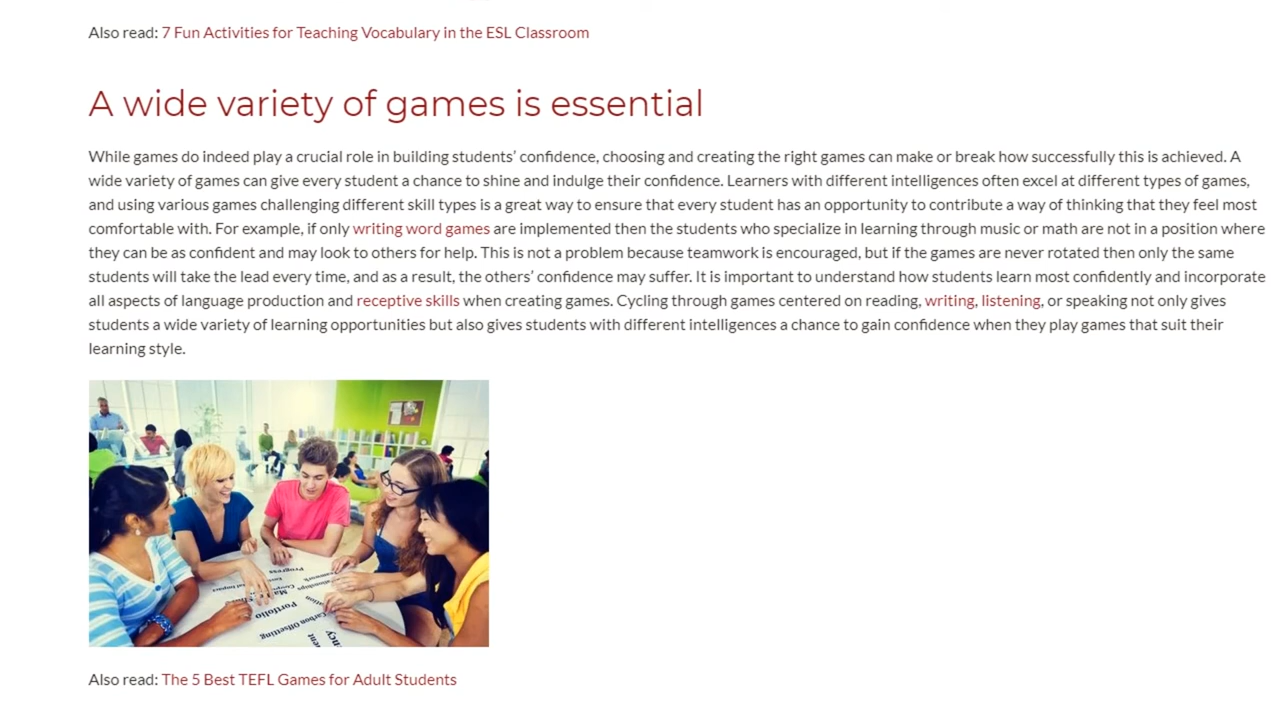 Also read: 7 Fun Activities for Teaching Vocabulary in the ESL Classroom
A wide variety of games is essential
While games do indeed play a crucial role in building students' confidence, choosing and creating the right games can make or break how successfully this is achieved. A
wide variety of games can give every student a chance to shine and indulge their confidence. Learners with different intelligences often excel at different types of games,
and using various games challenging different skill types is a great way to ensure that every student has an opportunity to contribute a way of thinking that they feel most
comfortable with. For example, if only writing word games are implemented then the students who specialize in learning through music or math are not in a position where
they can be as confident and may look to others for help. This is not a problem because teamwork is encouraged, but if the games are never rotated then only the same
students will take the lead every time, and as a result, the others' confidence may suffer. It is important to understand how students learn most confidently and incorporate
all aspects of language production and receptive skills when creating games. Cycling through games centered on reading, writing, listening, or speaking not only gives
students a wide variety of learning opportunities but also gives students with different intelligences a chance to gain confidence when they play games that suit their
learning style.
Progress
Portfolio
Carbon Offsetting
Also read: The 5 Best TEFL Games for Adult Students